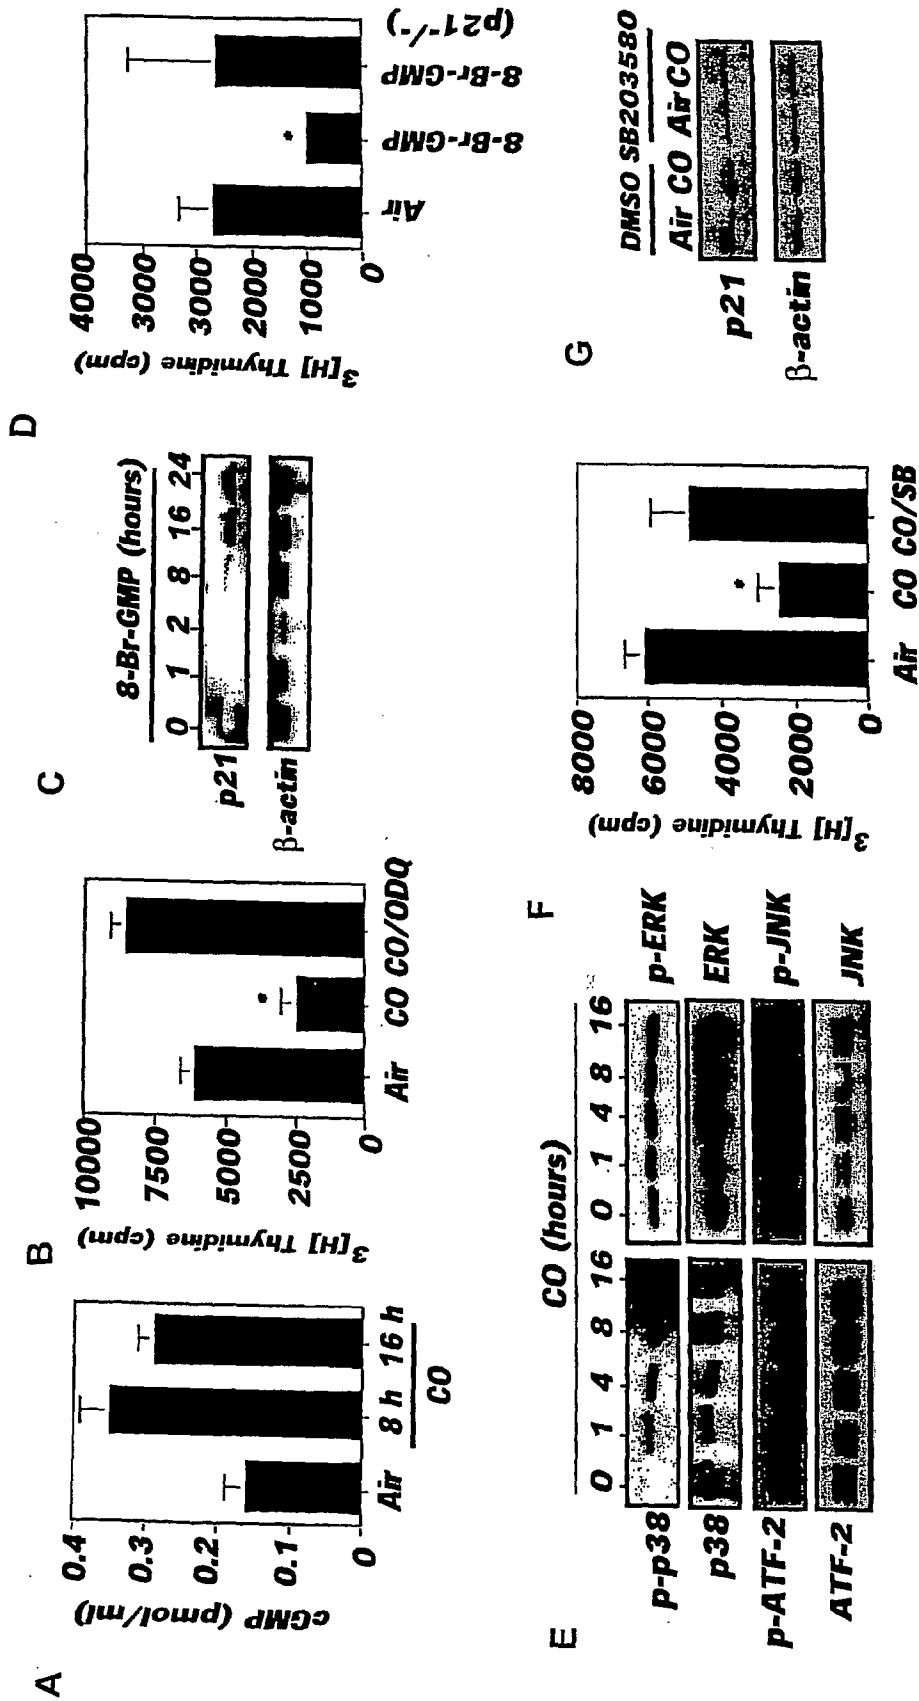 A
cGMP (pmol/ml)
0.4
0.3
0.2
0.1
0
Air 8 h 16 h
CO
B
3[H] Thymidine (cpm)
10000
7500
5000
2500
0
Air CO CO/ODQ
*
C
8-Br-GMP (hours)
0 1 2 8 16 24
p21
β-actin
D
3[H] Thymidine (cpm)
4000
3000
2000
1000
0
*
Air 8-Br-GMP 8-Br-GMP
(p21-/-)
E
CO (hours)
0 1 4 8 16 0 1 4 8 16
p-p38 p-ERK
p38 ERK
p-ATF-2 p-JNK
ATF-2 JNK
F
3[H] Thymidine (cpm)
8000
6000
4000
2000
0
*
Air CO CO/SB
G
DMSO SB203580
Air CO Air CO
p21
β-actin